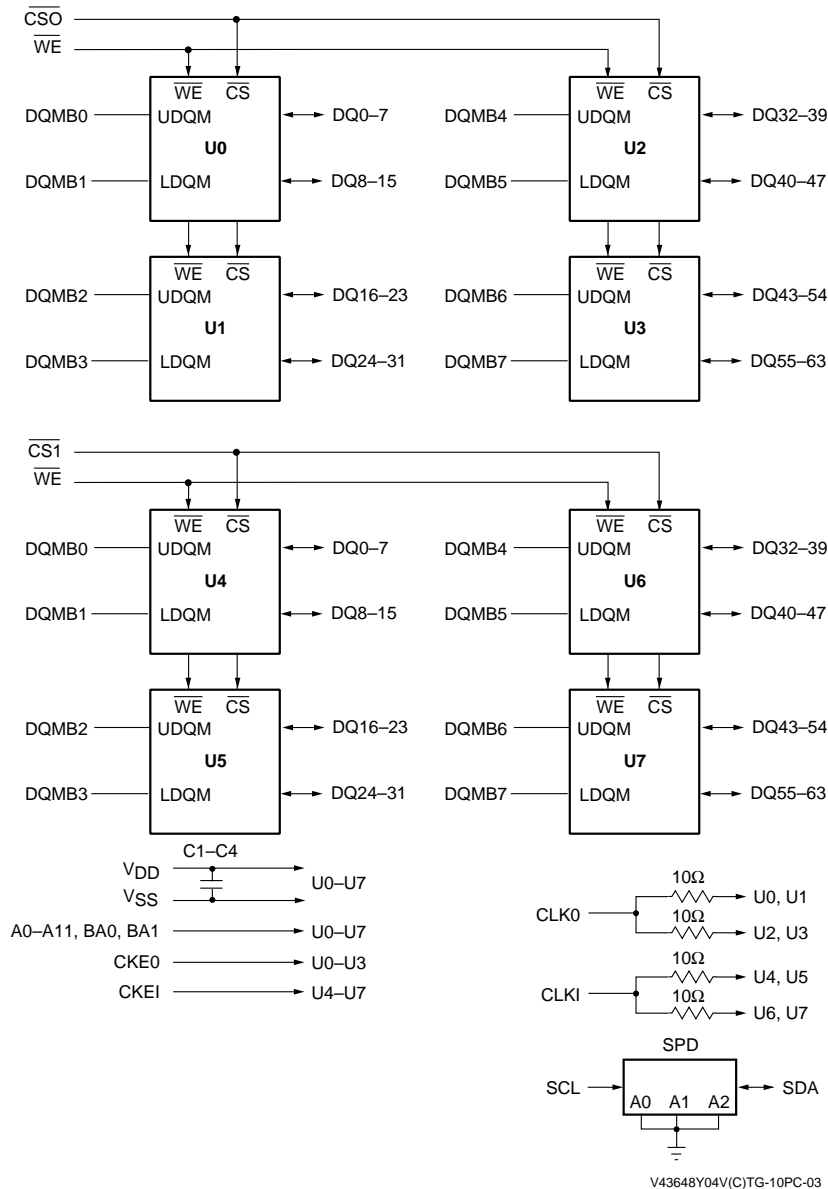 CSO
WE
WE CS
DQMB0 UDQM DQ0–7
U0
DQMB1 LDQM DQ8–15
WE CS
DQMB4 UDQM DQ32–39
U2
DQMB5 LDQM DQ40–47
WE CS
DQMB2 UDQM DQ16–23
U1
DQMB3 LDQM DQ24–31
WE CS
DQMB6 UDQM DQ43–54
U3
DQMB7 LDQM DQ55–63
CS1
WE
WE CS
DQMB0 UDQM DQ0–7
U4
DQMB1 LDQM DQ8–15
WE CS
DQMB4 UDQM DQ32–39
U6
DQMB5 LDQM DQ40–47
WE CS
DQMB2 UDQM DQ16–23
U5
DQMB3 LDQM DQ24–31
WE CS
DQMB6 UDQM DQ43–54
U7
DQMB7 LDQM DQ55–63
C1–C4
VDD
VSS
U0–U7
A0–A11, BA0, BA1 U0–U7
CKE0 U0–U3
CKEI U4–U7
CLK0
10Ω U0, U1
10Ω U2, U3
CLKI
10Ω U4, U5
10Ω U6, U7
SPD
SCL SDA
A0 A1 A2
V43648Y04V(C)TG-10PC-03